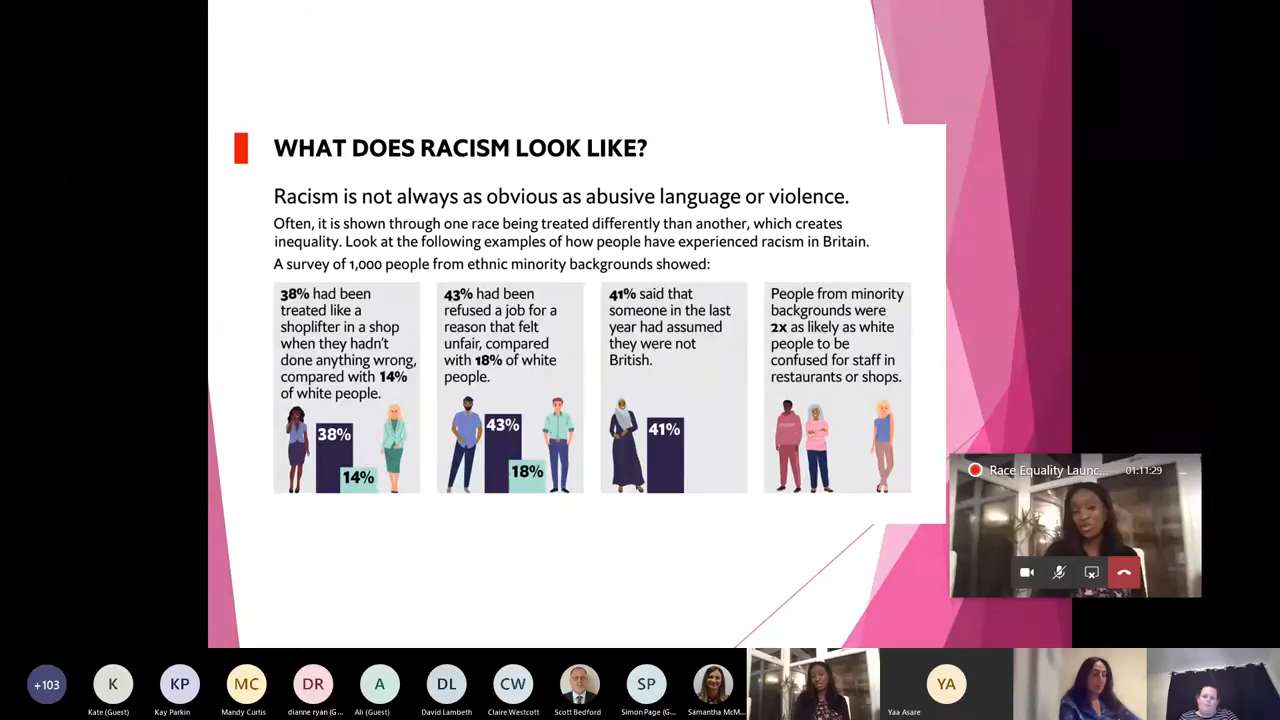 WHAT DOES RACISM LOOK LIKE?
Racism is not always as obvious as abusive language or violence.
Often, it is shown through one race being treated differently than another, which creates
inequality. Look at the following examples of how people have experienced racism in Britain.
A survey of 1,000 people from ethnic minority backgrounds showed:
38% had been
treated like a
shoplifter in a shop
when they hadn't
done anything wrong,
compared with 14%
of white people.
38%
14%
43% had been
refused a job for a
reason that felt
unfair, compared
with 18% of white
people.
43%
18%
41% said that
someone in the last
year had assumed
they were not
British.
41%
People from minority
backgrounds were
2x as likely as white
people to be
confused for staff in
restaurants or shops.
Race Equality Launc... 01:11:29
+103
K
Kate (Guest)
KP
Kay Parkin
MC
Mandy Curtis
DR
dianne ryan (G...
A
Ali (Guest)
DL
David Lambeth
CW
Claire Westcott
Scott Bedford
SP
Simon Page (G...
Samantha McM...
YA
Yaa Asare